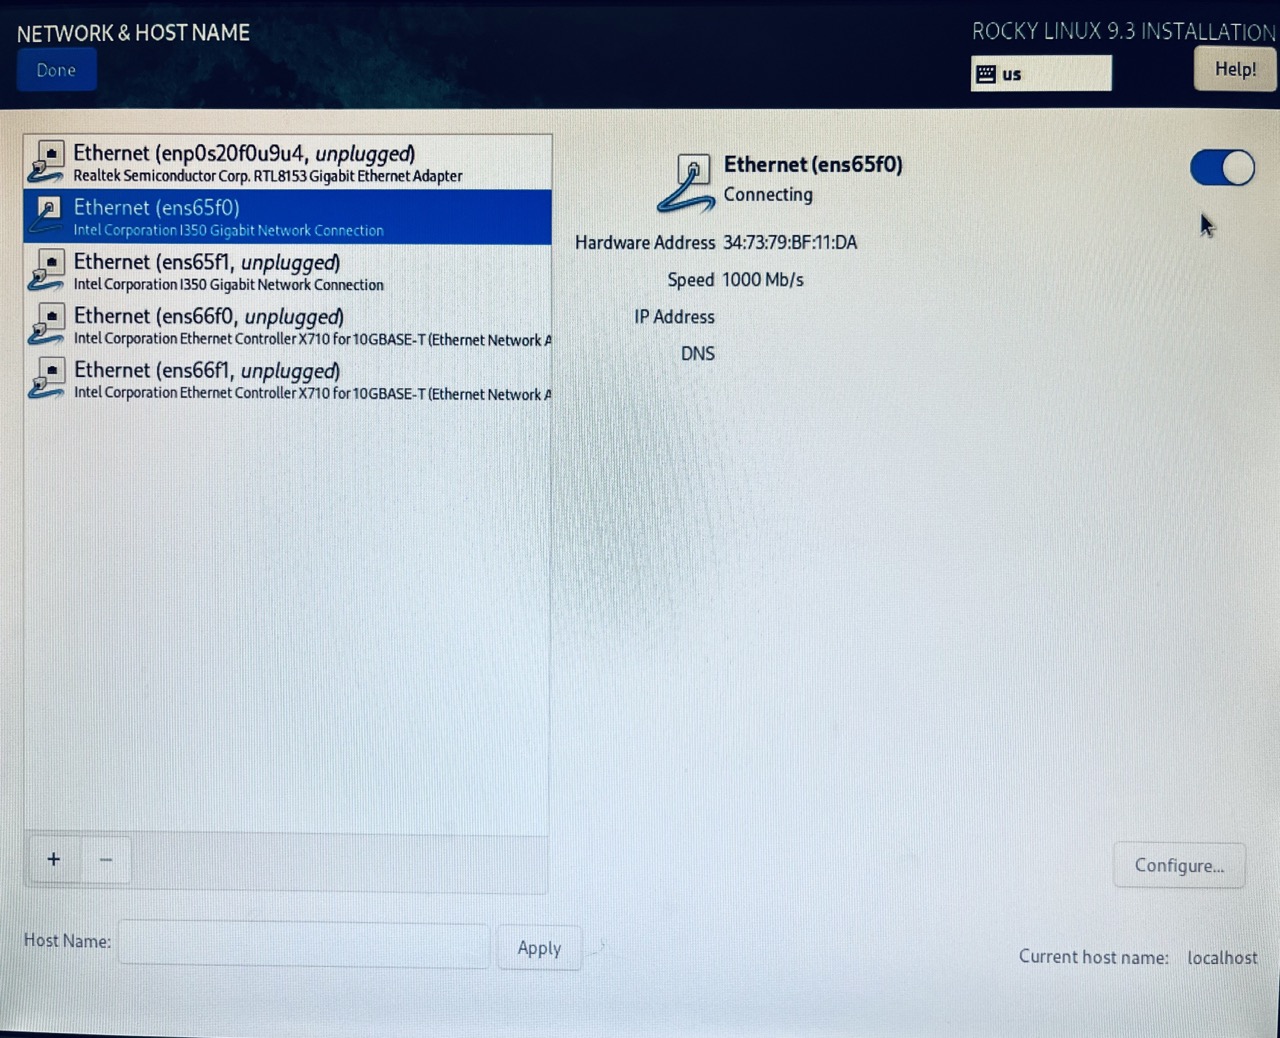 NETWORK & HOST NAME
ROCKY LINUX 9.3 INSTALLATION
Done
us
Help!
Ethernet (enp0s20f0u9u4, unplugged)
Realtek Semiconductor Corp. RTL8153 Gigabit Ethernet Adapter
Ethernet (ens65f0)
Intel Corporation I350 Gigabit Network Connection
Ethernet (ens65f1, unplugged)
Intel Corporation I350 Gigabit Network Connection
Ethernet (ens66f0, unplugged)
Intel Corporation Ethernet Controller X710 for 10GBASE-T (Ethernet Network A
Ethernet (ens66f1, unplugged)
Intel Corporation Ethernet Controller X710 for 10GBASE-T (Ethernet Network A
Ethernet (ens65f0)
Connecting
Hardware Address 34:73:79:BF:11:DA
Speed 1000 Mb/s
IP Address
DNS
+ −
Configure...
Host Name:
Apply
Current host name: localhost